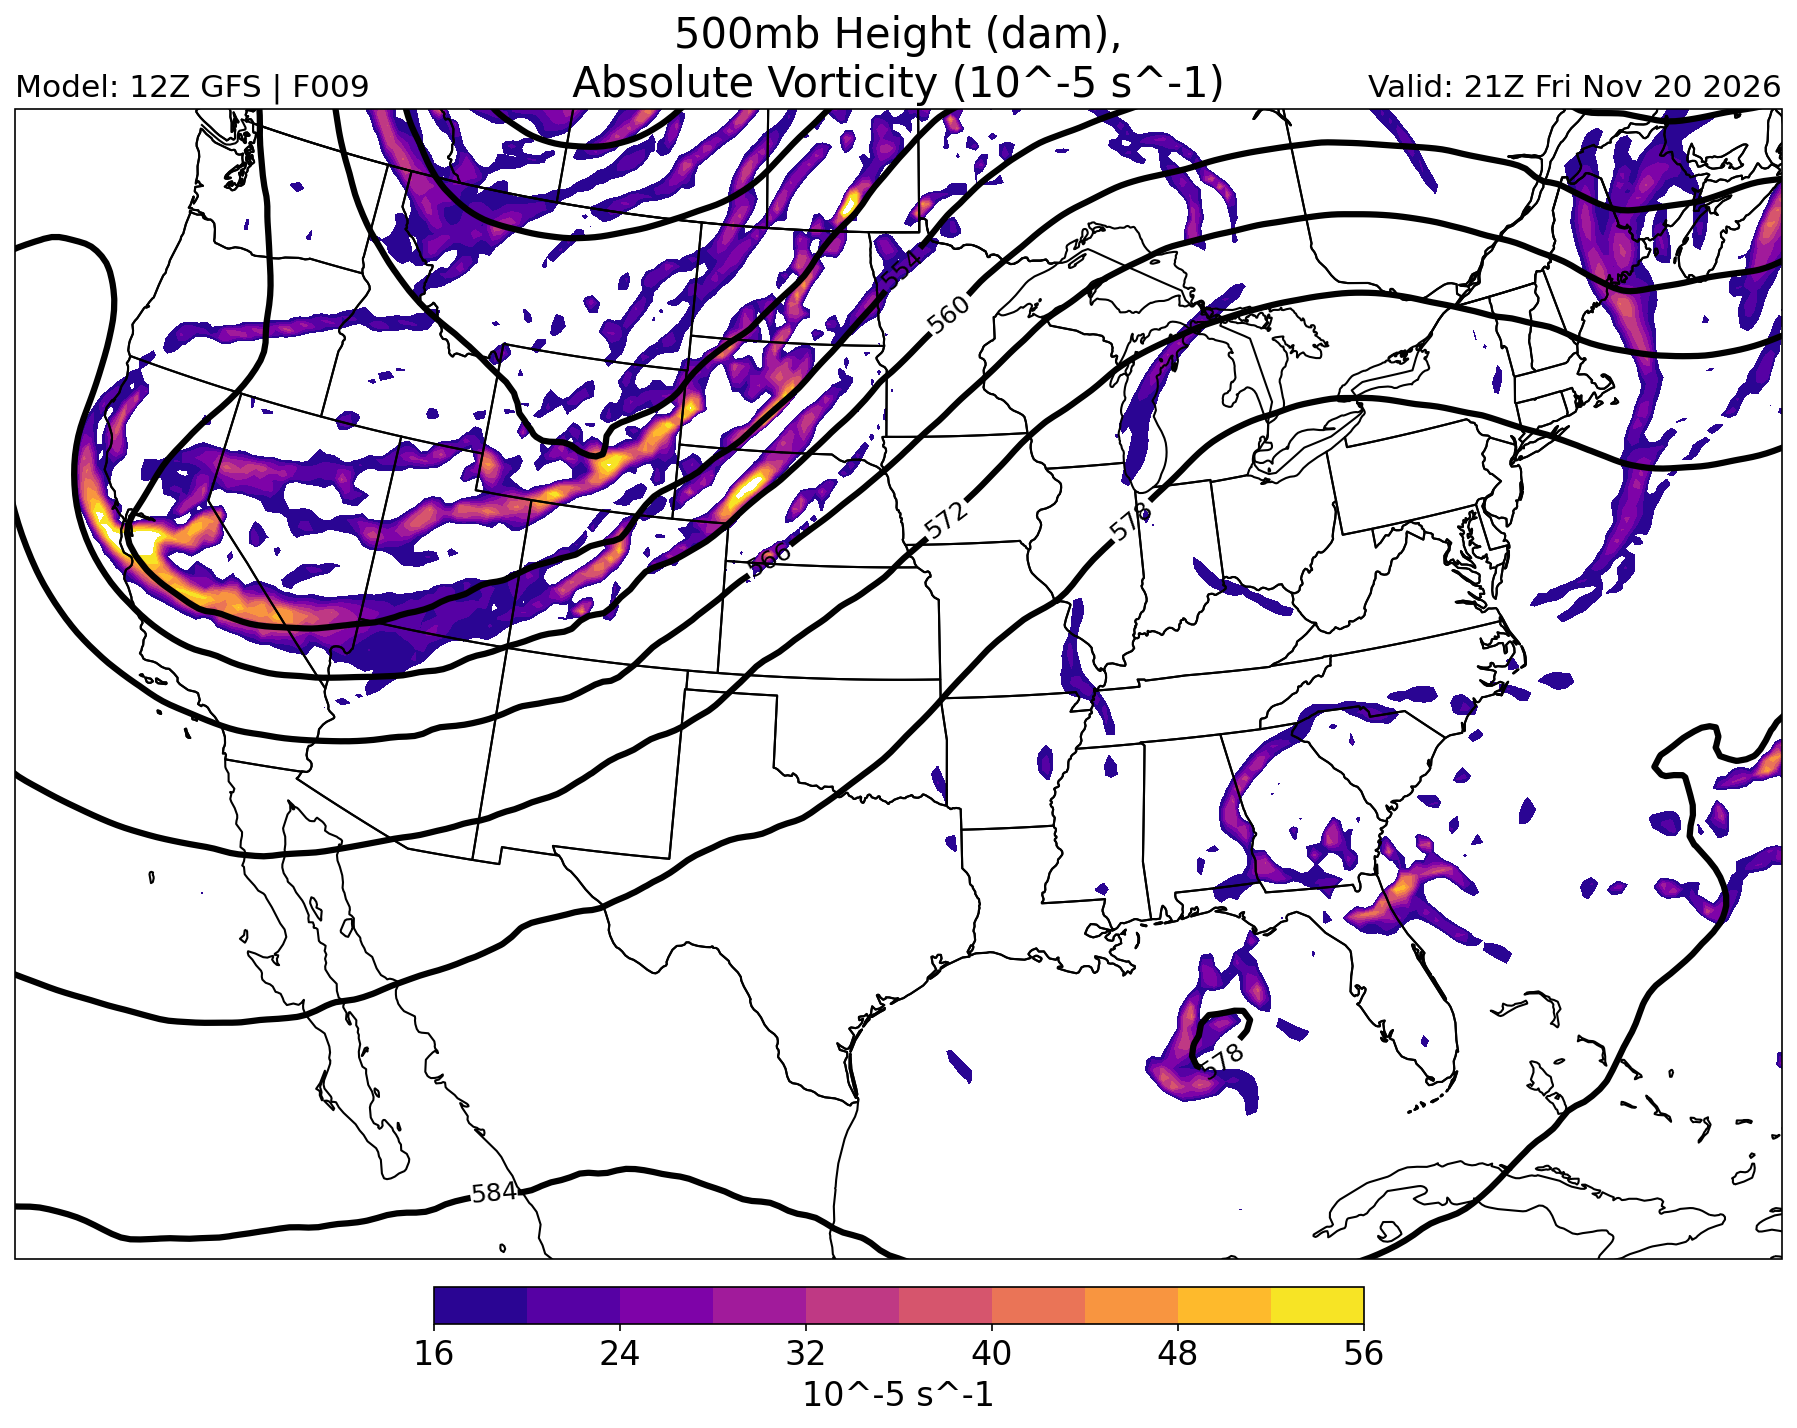 500mb Height (dam),
Model: 12Z GFS | F009
Absolute Vorticity (10^-5 s^-1)
Valid: 21Z Fri Nov 20 2026
554
560
566
572
578
578
584
16 24 32 40 48 56
10^-5 s^-1